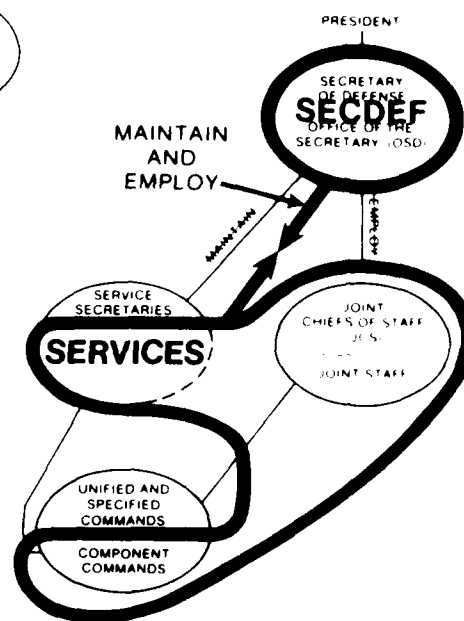 PRESIDENT
SECRETARY
OF DEFENSE
SECDEF
OFFICE OF THE
SECRETARY (OSD)
MAINTAIN
AND
EMPLOY
MAINTAIN
EMPLOY
SERVICE
SECRETARIES
SERVICES
JOINT
CHIEFS OF STAFF
JCS
JOINT STAFF
UNIFIED AND
SPECIFIED
COMMANDS
COMPONENT
COMMANDS